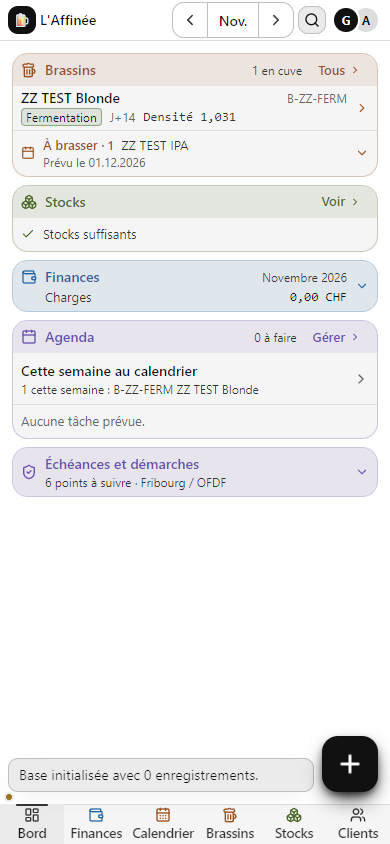 L'Affinée
Nov.
G A
Brassins 1 en cuve Tous
ZZ TEST Blonde B-ZZ-FERM
Fermentation J+14 Densité 1,031
À brasser · 1 ZZ TEST IPA
Prévu le 01.12.2026
Stocks Voir
Stocks suffisants
Finances Novembre 2026
Charges 0,00 CHF
Agenda 0 à faire Gérer
Cette semaine au calendrier
1 cette semaine : B-ZZ-FERM ZZ TEST Blonde
Aucune tâche prévue.
Échéances et démarches
6 points à suivre · Fribourg / OFDF
Base initialisée avec 0 enregistrements.
Bord Finances Calendrier Brassins Stocks Clients